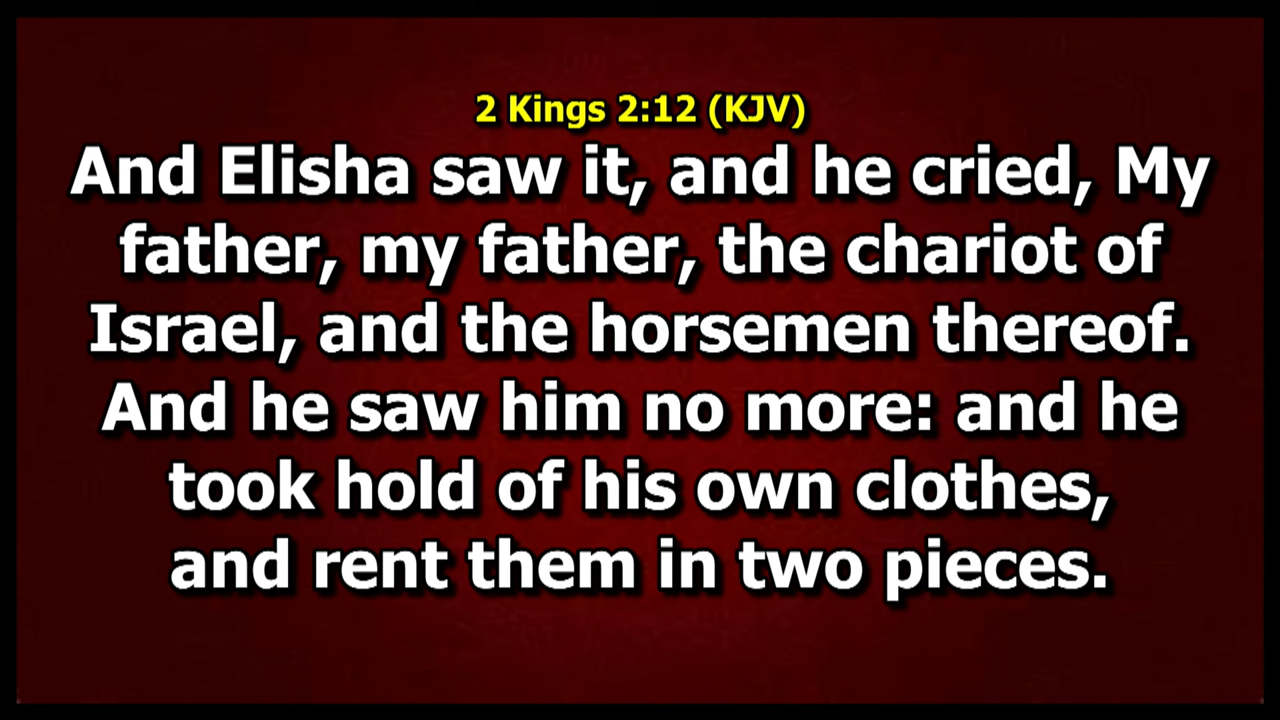 2 Kings 2:12 (KJV)
And Elisha saw it, and he cried, My
father, my father, the chariot of
Israel, and the horsemen thereof.
And he saw him no more: and he
took hold of his own clothes,
and rent them in two pieces.